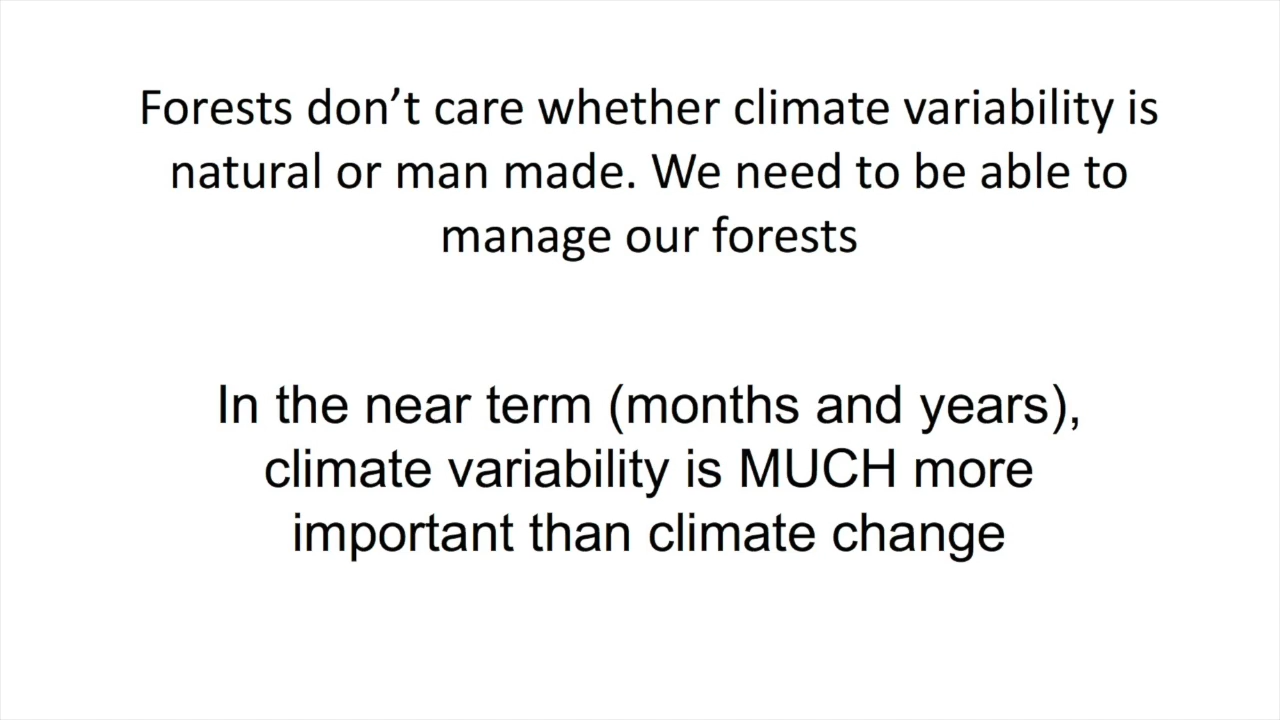 Forests don’t care whether climate variability is
natural or man made. We need to be able to
manage our forests
In the near term (months and years),
climate variability is MUCH more
important than climate change